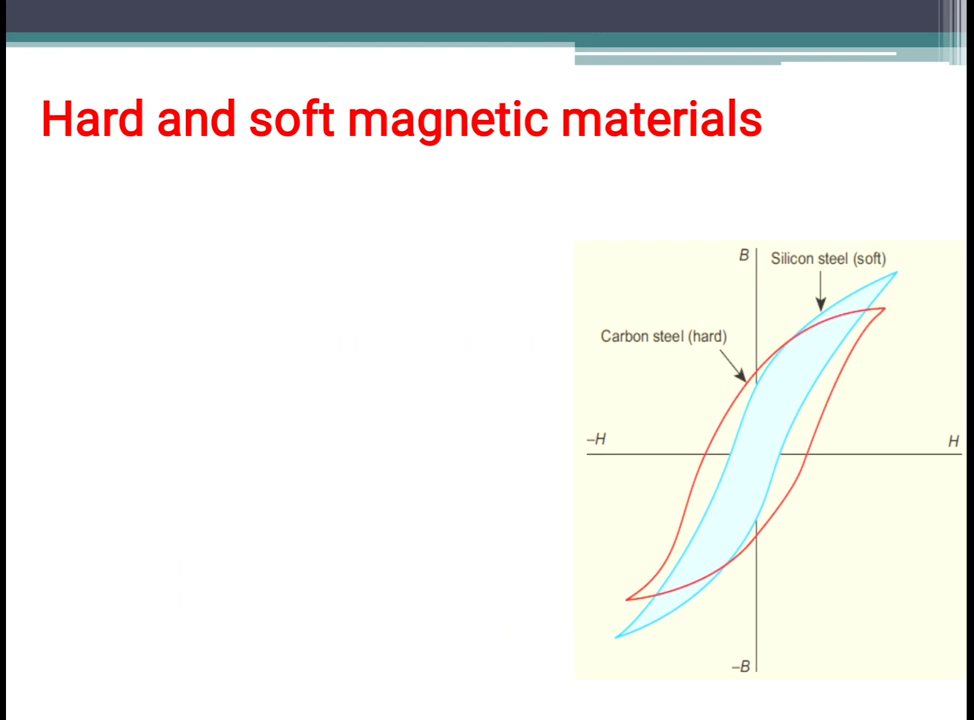 Hard and soft magnetic materials
B
Silicon steel (soft)
Carbon steel (hard)
–H
H
–B